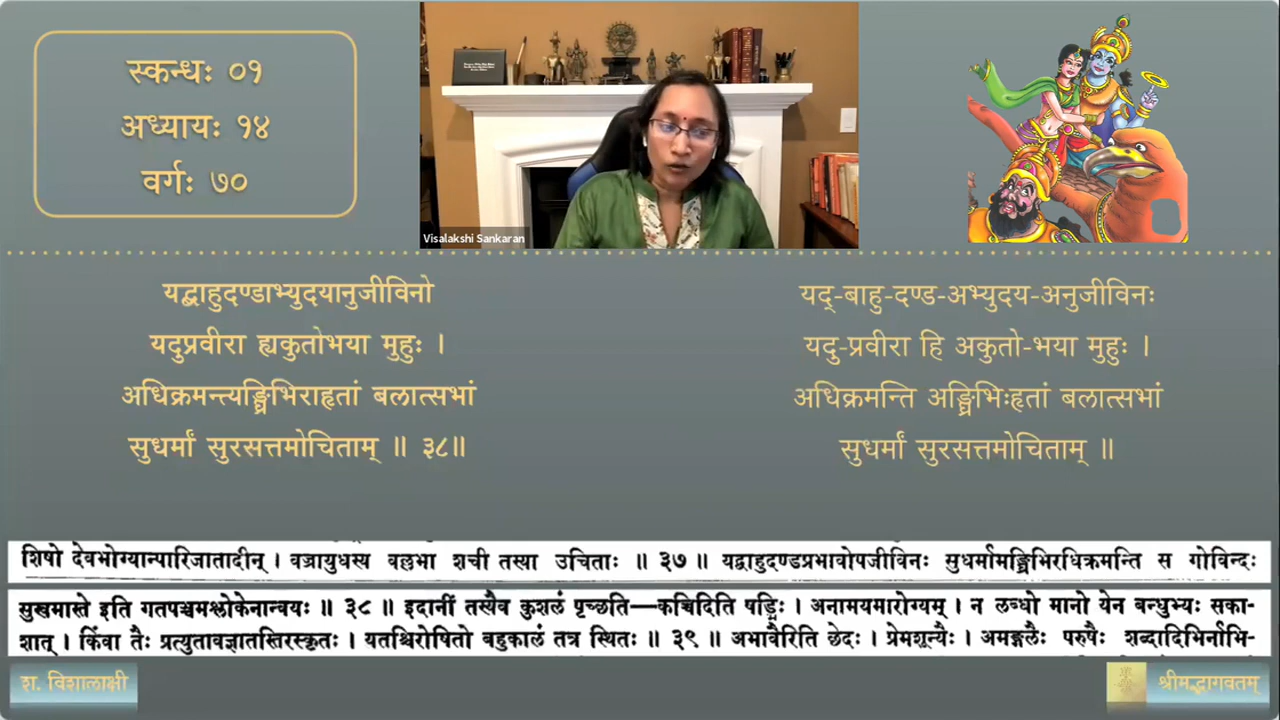 स्कन्धः ०१
अध्यायः १४
वर्गः ७०
Visalakshi Sankaran
यद्बाहुदण्डाभ्युदयानुजीविनो
यदुप्रवीरा ह्यकुतोभया मुहुः ।
अधिक्रमन्त्यङ्घ्रिभिराहृतां बलात्सभां
सुधर्मां सुरसत्तमोचिताम् ॥ ३८॥
यद्-बाहु-दण्ड-अभ्युदय-अनुजीविनः
यदु-प्रवीरा हि अकुतो-भया मुहुः ।
अधिक्रमन्ति अङ्घ्रिभिःहृतां बलात्सभां
सुधर्मां सुरसत्तमोचिताम् ॥
शिषो देवभोग्यान्पारिजातादीन् । वज्रायुधस्य वल्लभा शची तस्या उचिताः ॥ ३७ ॥ यद्बाहुदण्डप्रभावोपजीविनः सुधर्मामङ्घ्रिभिरधिक्रमन्ति स गोविन्दः
सुखमास्ते इति गतपञ्चमश्लोकेनान्वयः ॥ ३८ ॥ इदानीं तस्यैव कुशलं पृच्छति—कच्चिदिति षड्भिः । अनामयमारोग्यम् । न लब्धो मानो येन बन्धुभ्यः सका-
शात् । किंवा तैः प्रत्युतावज्ञातस्तिरस्कृतः । यतश्चिरोषितो बहुकालं तत्र स्थितः ॥ ३९ ॥ अभावैरिति छेदः । प्रेमशून्यैः । अमङ्गलैः परुषैः शब्दादिभिर्नाभि-
श. विशालाक्षी
श्रीमद्भागवतम्